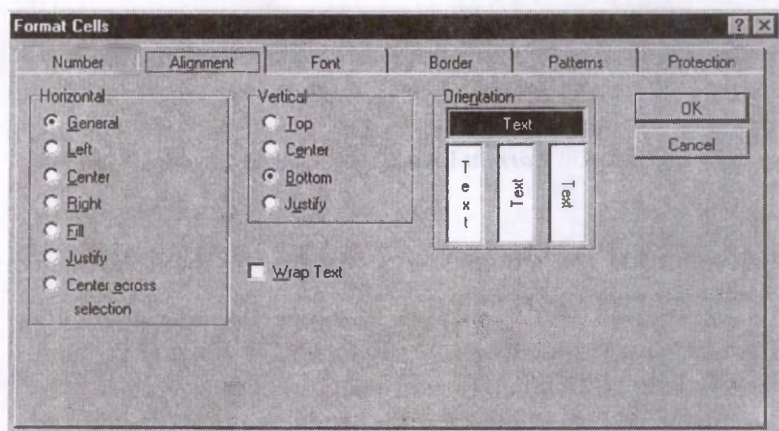 Format Cells
Number Alignment Font Border Patterns Protection
Horizontal
General
Left
Center
Right
Fill
Justify
Center across
selection
Vertical
Top
Center
Bottom
Justify
Wrap Text
Orientation
Text
Text
Text
Text
OK
Cancel